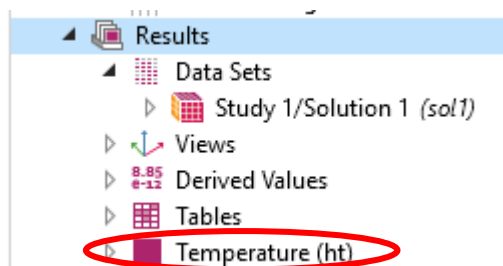 Results
Data Sets
Study 1/Solution 1 (sol1)
Views
8.85
e-12 Derived Values
Tables
Temperature (ht)